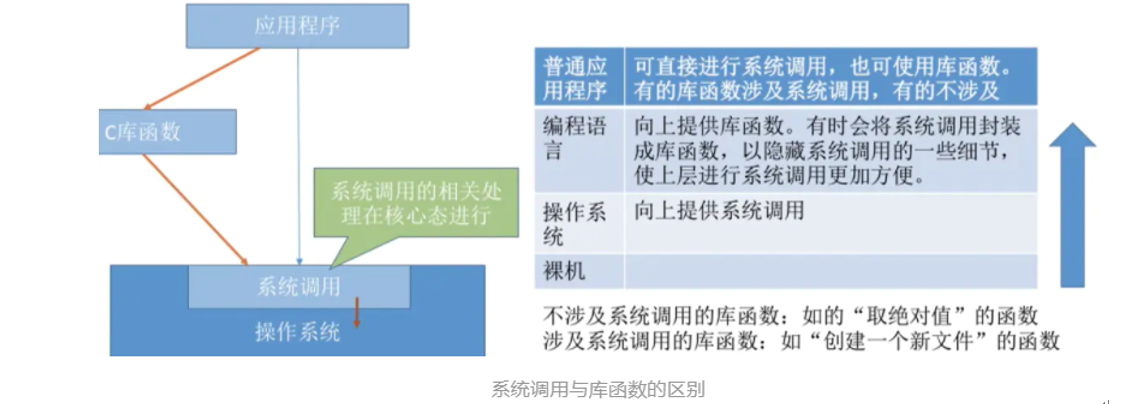 应用程序
C库函数
系统调用的相关处
理在核心态进行
系统调用
操作系统
普通应
用程序
可直接进行系统调用，也可使用库函数。
有的库函数涉及系统调用，有的不涉及
编程语
言
向上提供库函数。有时会将系统调用封装
成库函数，以隐藏系统调用的一些细节，
使上层进行系统调用更加方便。
操作系
统
向上提供系统调用
裸机
不涉及系统调用的库函数：如的“取绝对值”的函数
涉及系统调用的库函数：如“创建一个新文件”的函数
系统调用与库函数的区别